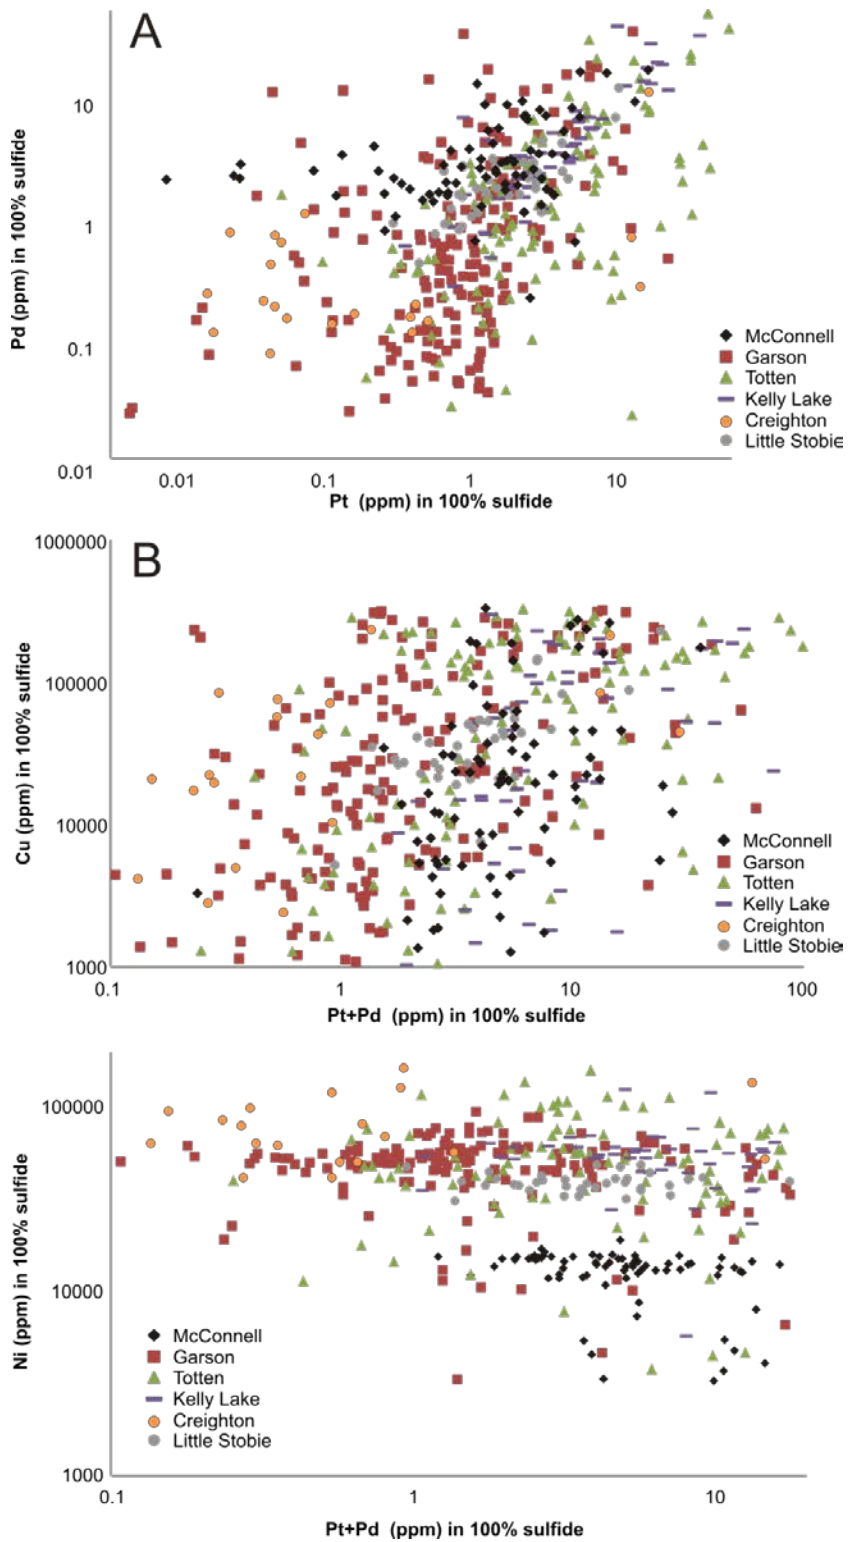 A
10
1
0.1
0.01
Pd (ppm) in 100% sulfide
McConnell
Garson
Totten
Kelly Lake
Creighton
Little Stobie
0.01 0.1 1 10
Pt (ppm) in 100% sulfide
B
1000000
100000
10000
1000
Cu (ppm) in 100% sulfide
McConnell
Garson
Totten
Kelly Lake
Creighton
Little Stobie
0.1 1 10 100
Pt+Pd (ppm) in 100% sulfide
100000
10000
1000
Ni (ppm) in 100% sulfide
McConnell
Garson
Totten
Kelly Lake
Creighton
Little Stobie
0.1 1 10
Pt+Pd (ppm) in 100% sulfide